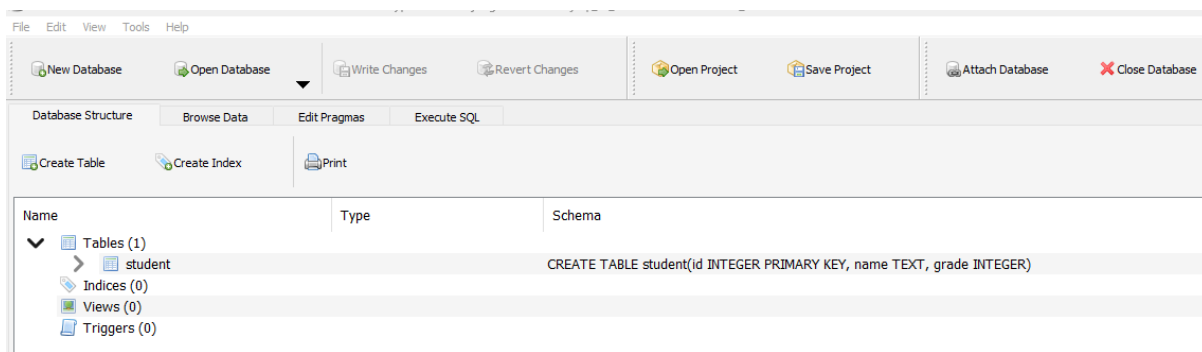 File Edit View Tools Help
New Database Open Database Write Changes Revert Changes Open Project Save Project Attach Database Close Database
Database Structure Browse Data Edit Pragmas Execute SQL
Create Table Create Index Print
Name Type Schema
Tables (1)
student CREATE TABLE student(id INTEGER PRIMARY KEY, name TEXT, grade INTEGER)
Indices (0)
Views (0)
Triggers (0)